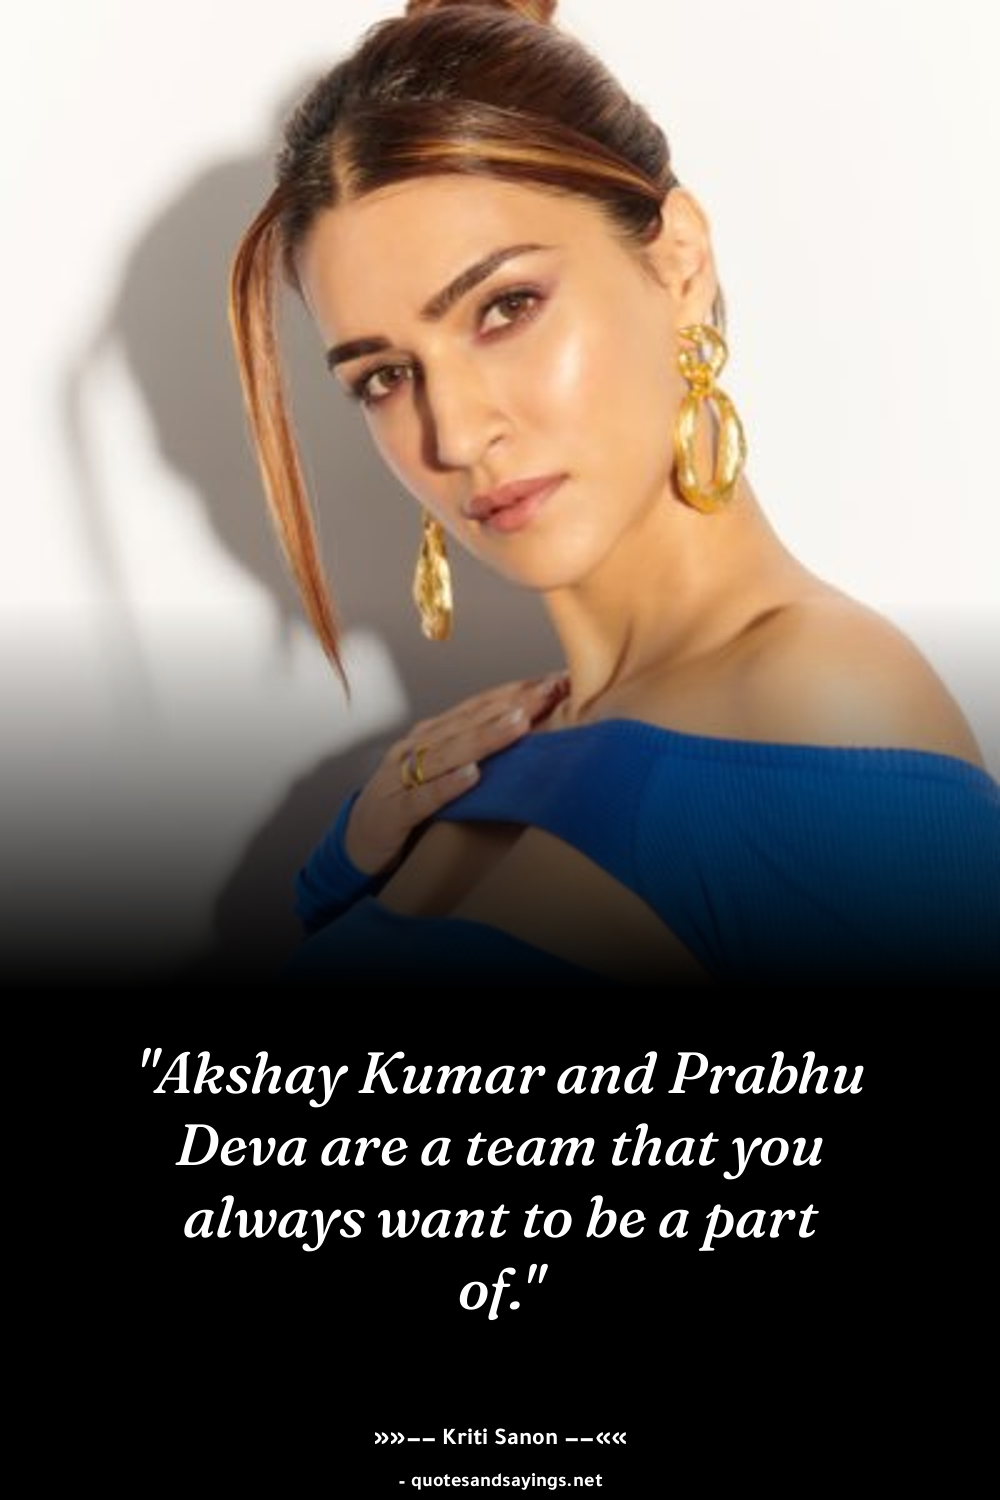 "Akshay Kumar and Prabhu
Deva are a team that you
always want to be a part
of."
»»–– Kriti Sanon ––««
- quotesandsayings.net